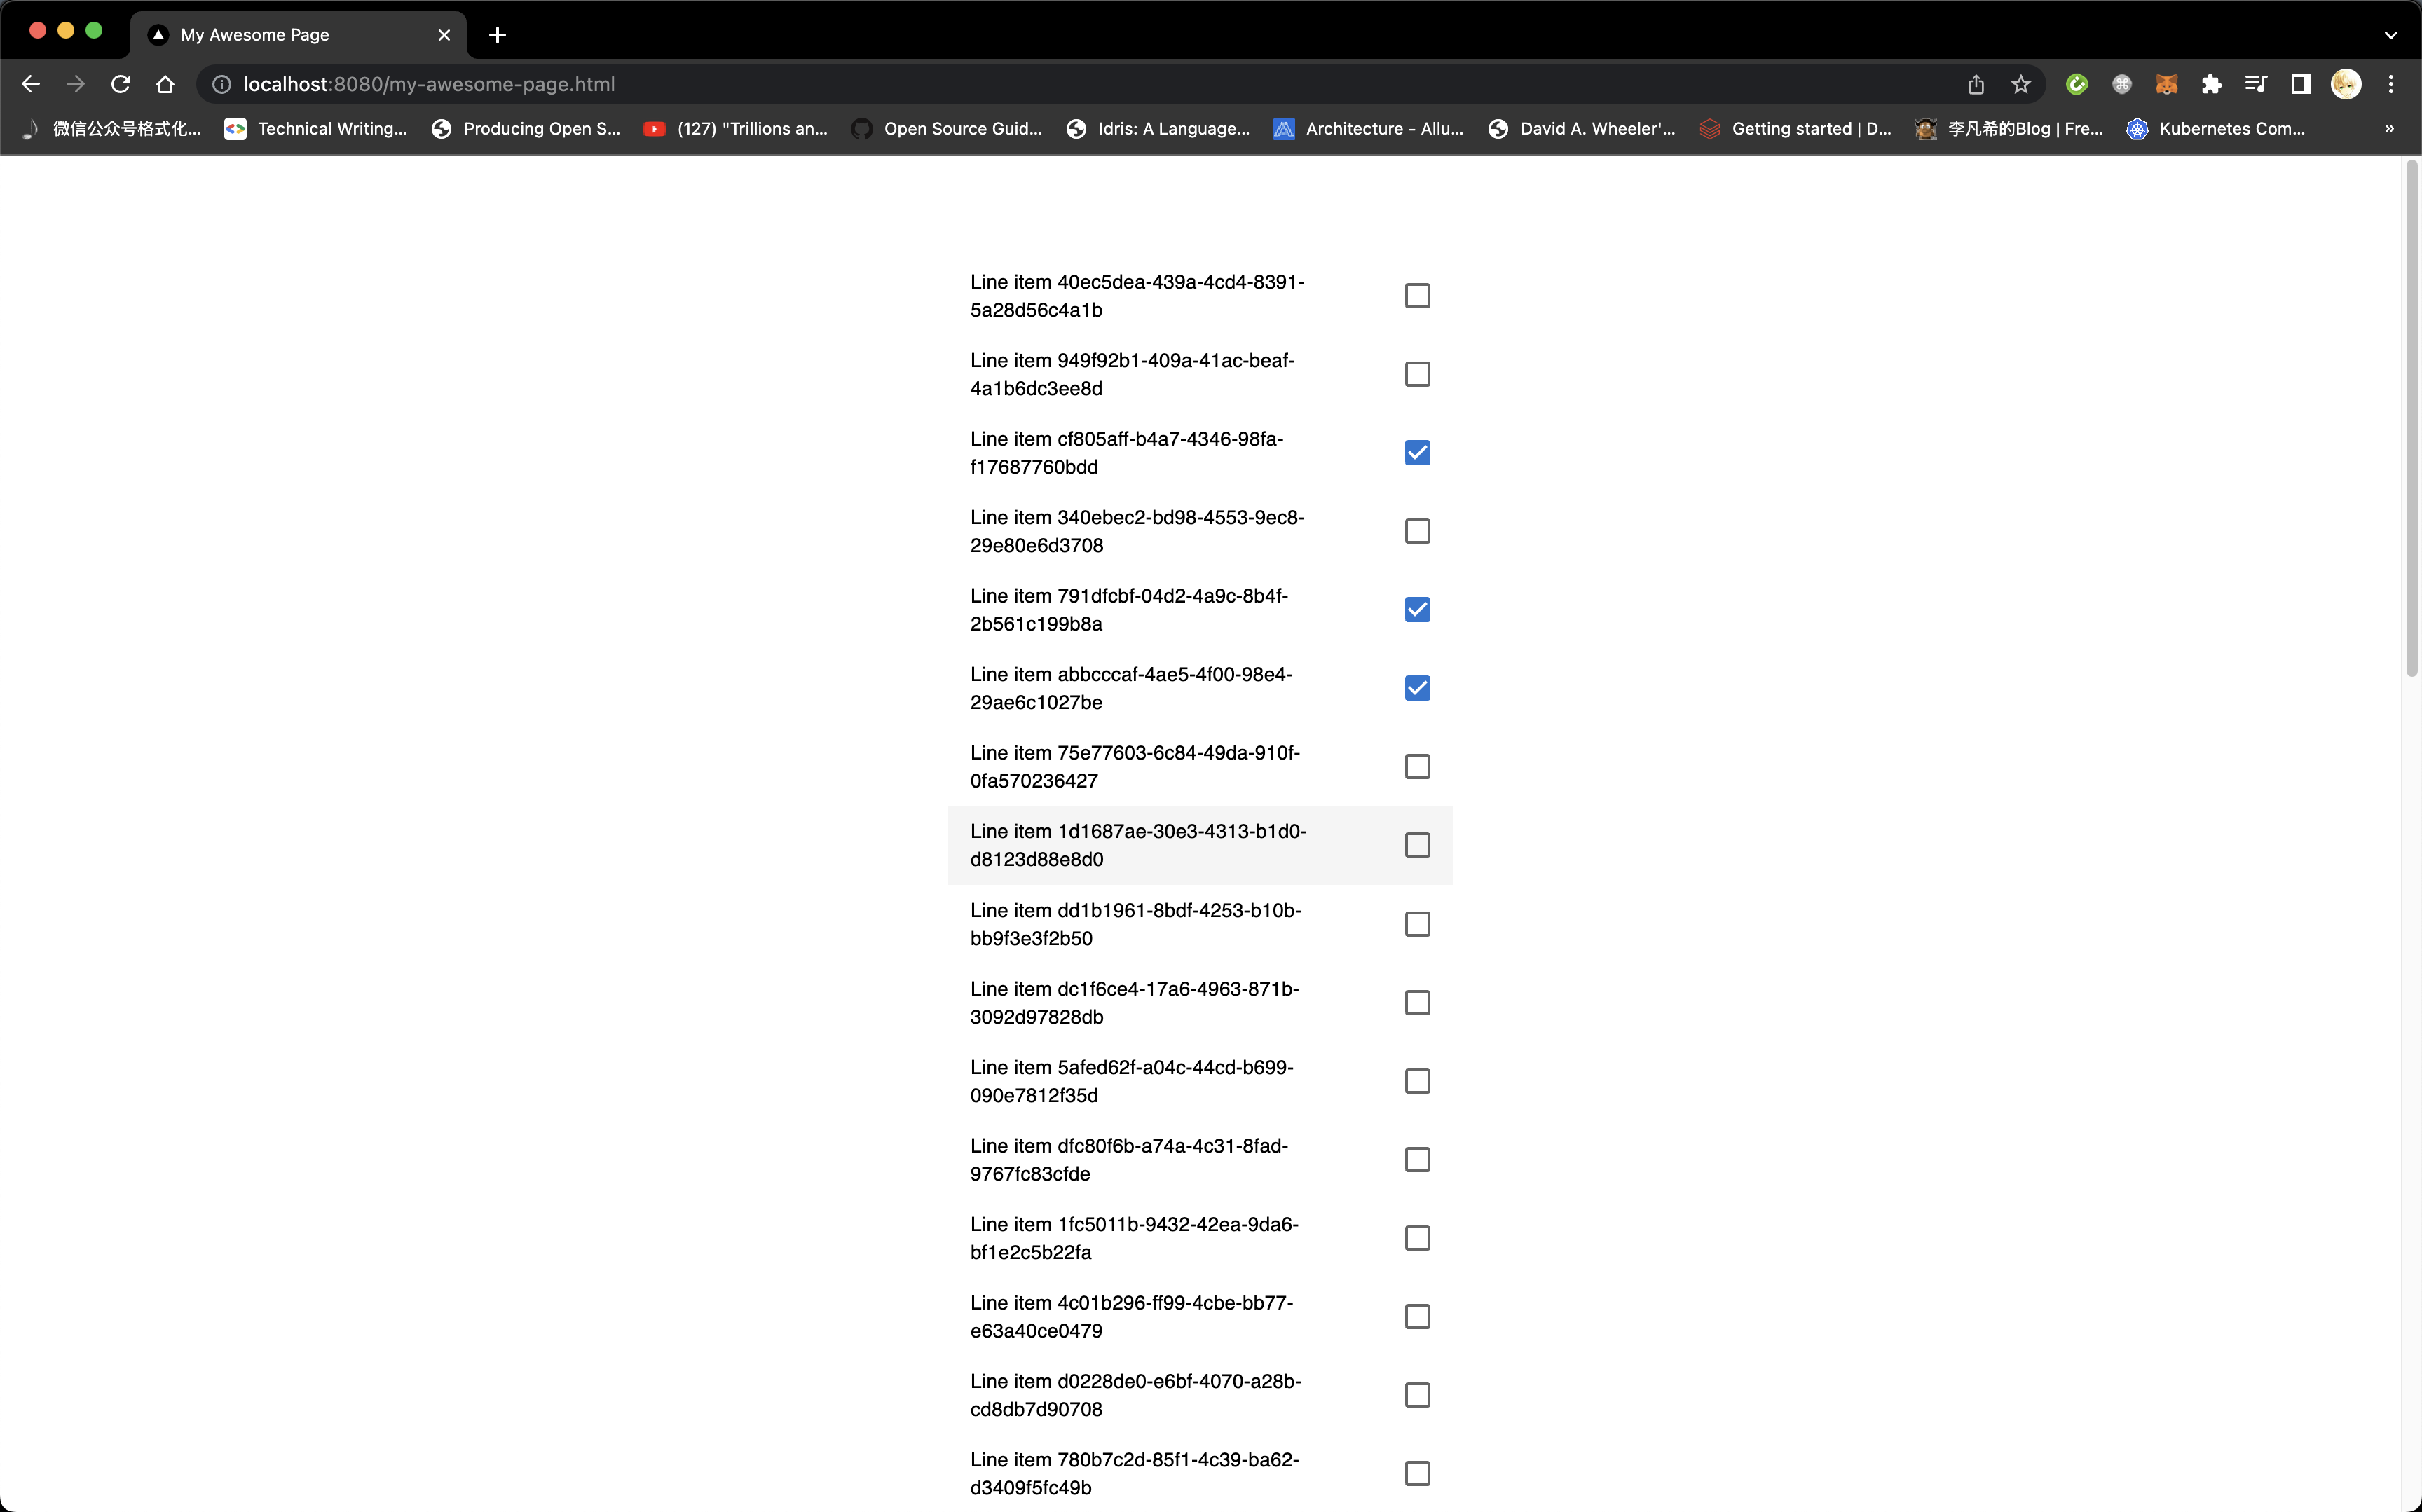 My Awesome Page
localhost:8080/my-awesome-page.html
微信公众号格式化...
Technical Writing...
Producing Open S...
(127) "Trillions an...
Open Source Guid...
Idris: A Language...
Architecture - Allu...
David A. Wheeler'...
Getting started | D...
李凡希的Blog | Fre...
Kubernetes Com...
»
Line item 40ec5dea-439a-4cd4-8391-
5a28d56c4a1b
Line item 949f92b1-409a-41ac-beaf-
4a1b6dc3ee8d
Line item cf805aff-b4a7-4346-98fa-
f17687760bdd
Line item 340ebec2-bd98-4553-9ec8-
29e80e6d3708
Line item 791dfcbf-04d2-4a9c-8b4f-
2b561c199b8a
Line item abbcccaf-4ae5-4f00-98e4-
29ae6c1027be
Line item 75e77603-6c84-49da-910f-
0fa570236427
Line item 1d1687ae-30e3-4313-b1d0-
d8123d88e8d0
Line item dd1b1961-8bdf-4253-b10b-
bb9f3e3f2b50
Line item dc1f6ce4-17a6-4963-871b-
3092d97828db
Line item 5afed62f-a04c-44cd-b699-
090e7812f35d
Line item dfc80f6b-a74a-4c31-8fad-
9767fc83cfde
Line item 1fc5011b-9432-42ea-9da6-
bf1e2c5b22fa
Line item 4c01b296-ff99-4cbe-bb77-
e63a40ce0479
Line item d0228de0-e6bf-4070-a28b-
cd8db7d90708
Line item 780b7c2d-85f1-4c39-ba62-
d3409f5fc49b